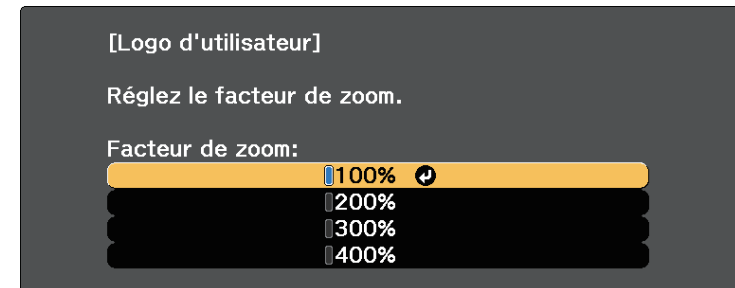 [Logo d'utilisateur]
Réglez le facteur de zoom.
Facteur de zoom:
100%
200%
300%
400%